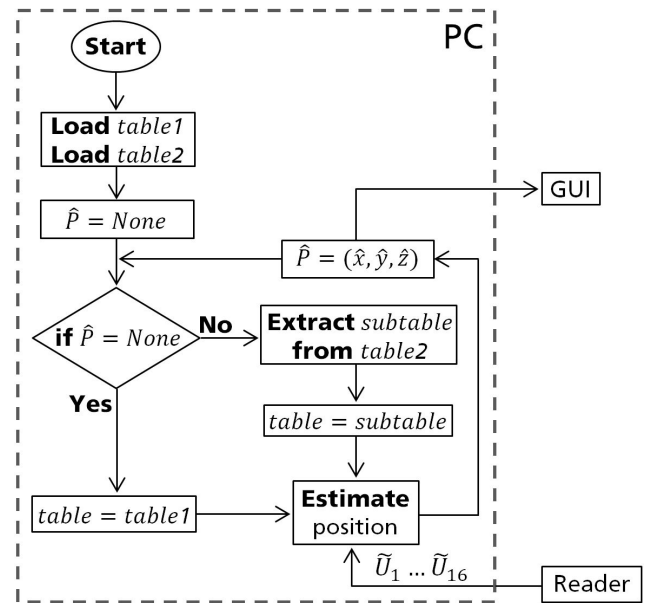 PC
Start
Load table1
Load table2
GUI
P̂ = None
P̂ = (x̂, ŷ, ẑ)
if P̂ = None
No
Extract subtable
from table2
Yes
table = subtable
table = table1
Estimate
position
Ũ₁ ... Ũ₁₆
Reader